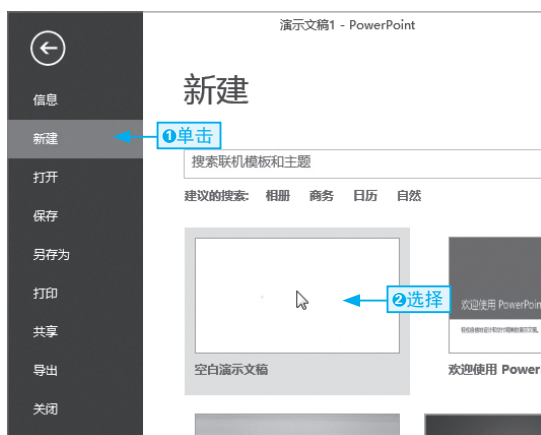 演示文稿1 - PowerPoint
信息
新建
打开
保存
另存为
打印
共享
导出
关闭
新建
❶单击
搜索联机模板和主题
建议的搜索: 相册 商务 日历 自然
❷选择
欢迎使用 PowerPoin
空白演示文稿
欢迎使用 Power